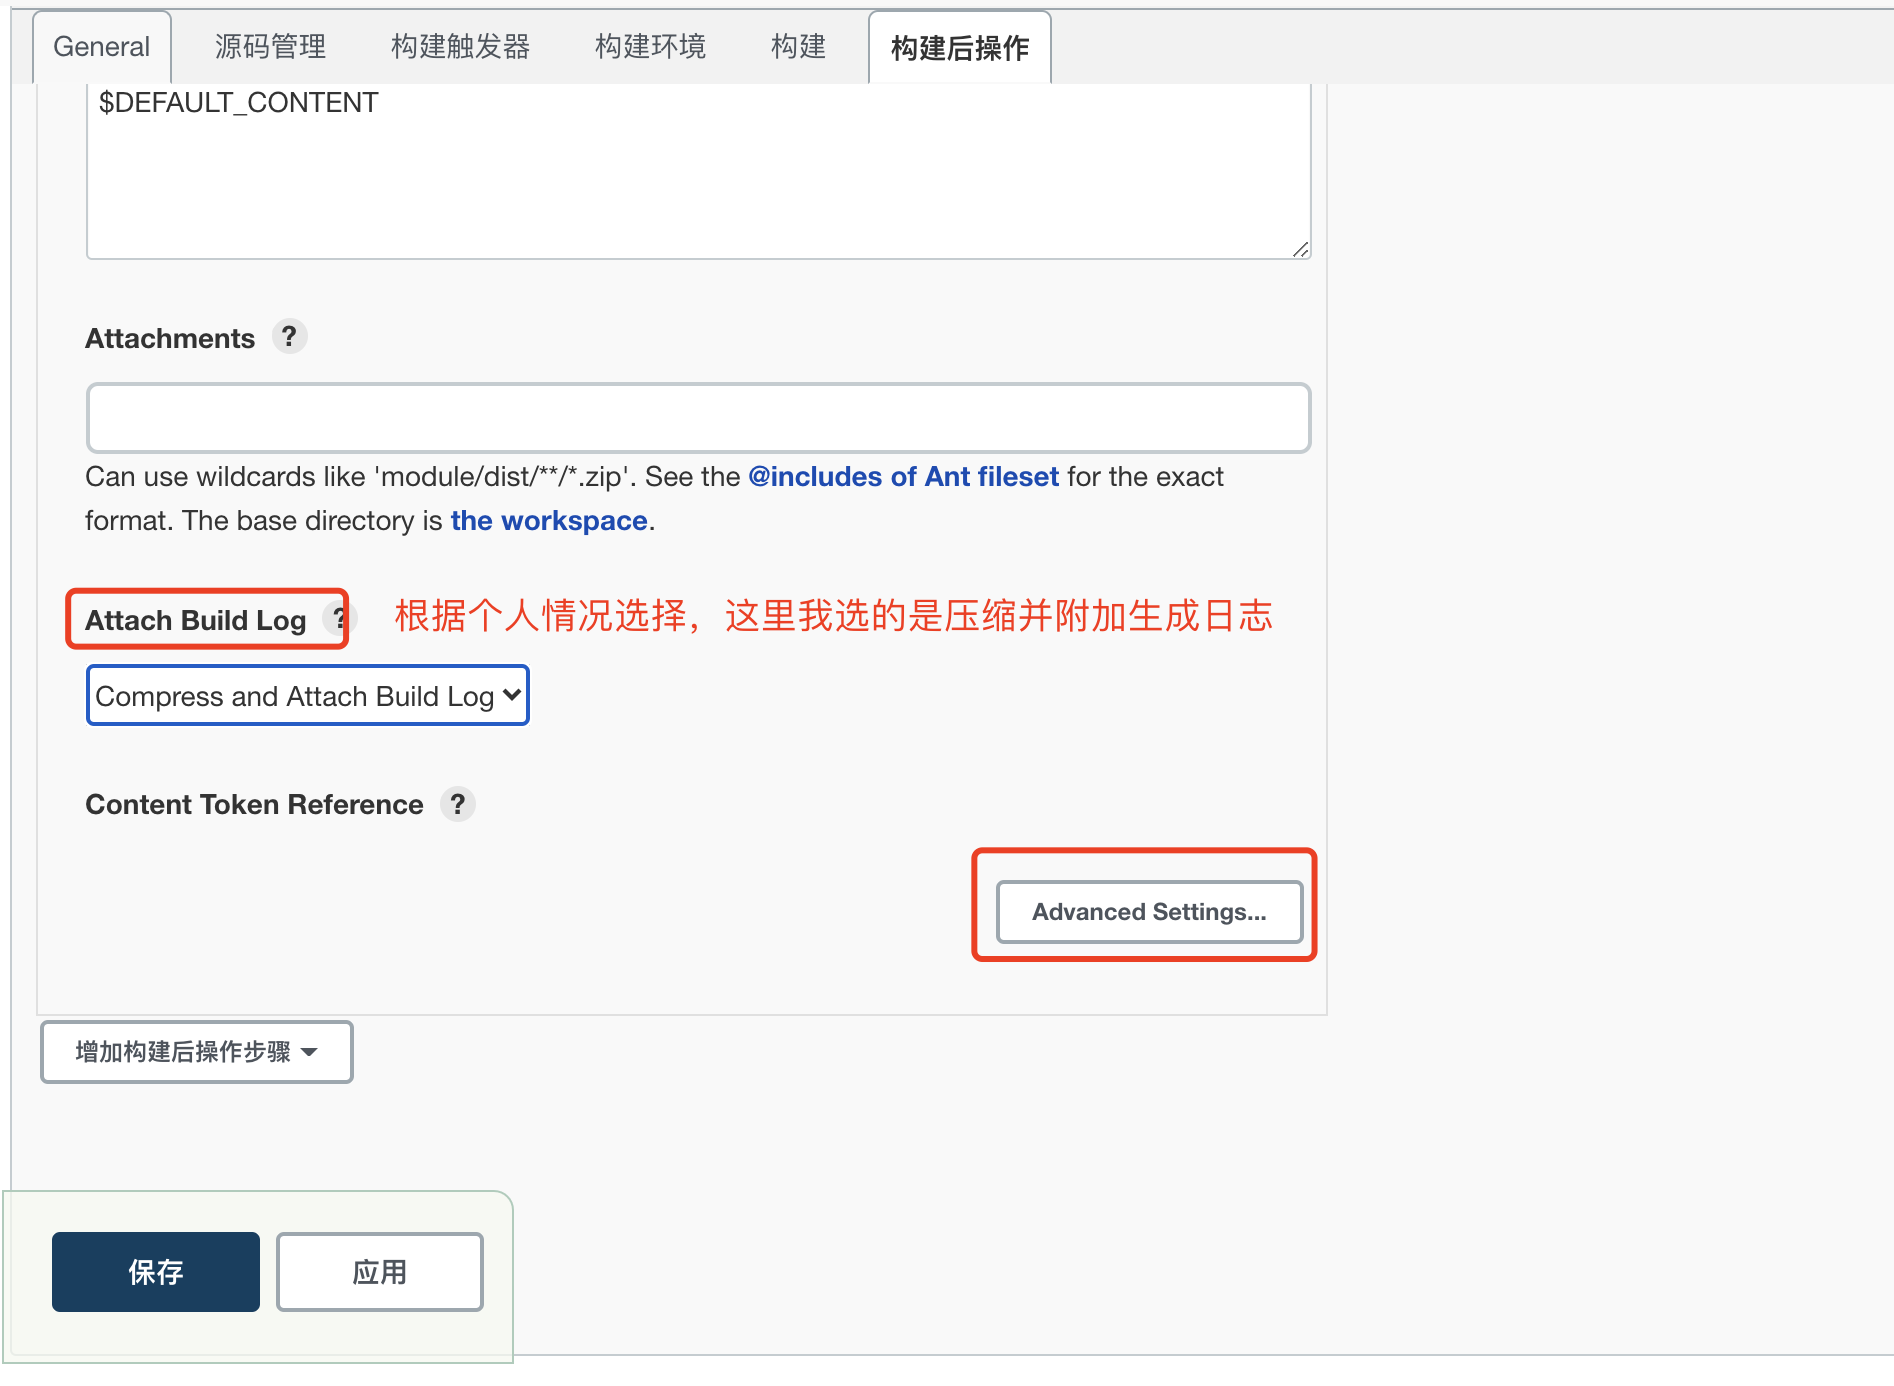 General 源码管理 构建触发器 构建环境 构建 构建后操作
$DEFAULT_CONTENT
Attachments ?
Can use wildcards like 'module/dist/**/*.zip'. See the @includes of Ant fileset for the exact
format. The base directory is the workspace.
Attach Build Log ? 根据个人情况选择，这里我选的是压缩并附加生成日志
Compress and Attach Build Log
Content Token Reference ?
Advanced Settings...
增加构建后操作步骤
保存 应用